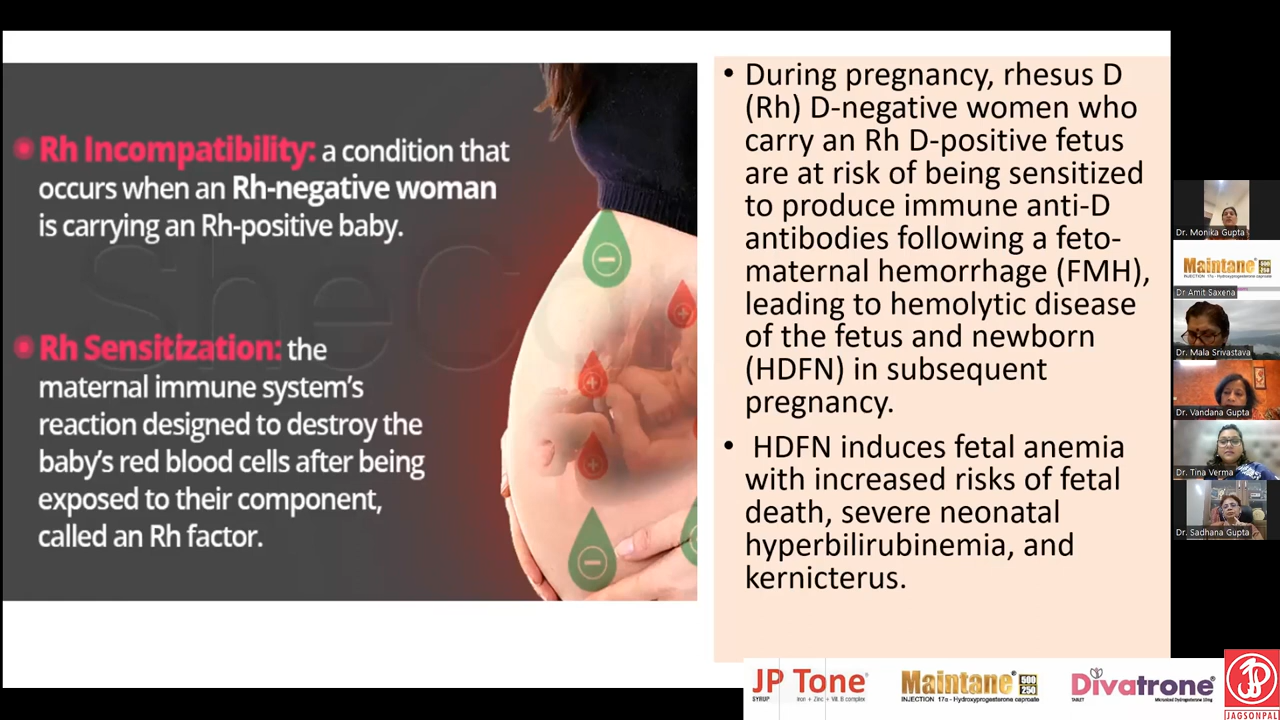 Rh Incompatibility: a condition that
occurs when an Rh-negative woman
is carrying an Rh-positive baby.
Rh Sensitization: the
maternal immune system's
reaction designed to destroy the
baby's red blood cells after being
exposed to their component,
called an Rh factor.
• During pregnancy, rhesus D
(Rh) D-negative women who
carry an Rh D-positive fetus
are at risk of being sensitized
to produce immune anti-D
antibodies following a feto-
maternal hemorrhage (FMH),
leading to hemolytic disease
of the fetus and newborn
(HDFN) in subsequent
pregnancy.
• HDFN induces fetal anemia
with increased risks of fetal
death, severe neonatal
hyperbilirubinemia, and
kernicterus.
Dr. Monika Gupta
Maintane 500 250
INJECTION 17α - Hydroxyprogesterone caproate
Dr Amit Saxena
Dr. Mala Srivastava
Dr. Vandana Gupta
Dr. Tina Verma
Dr. Sadhana Gupta
JP Tone
SYRUP Iron + Zinc + Vit. B complex
Maintane 500 250
INJECTION 17α - Hydroxyprogesterone caproate
Divatrone
TABLET
JAGSONPAL